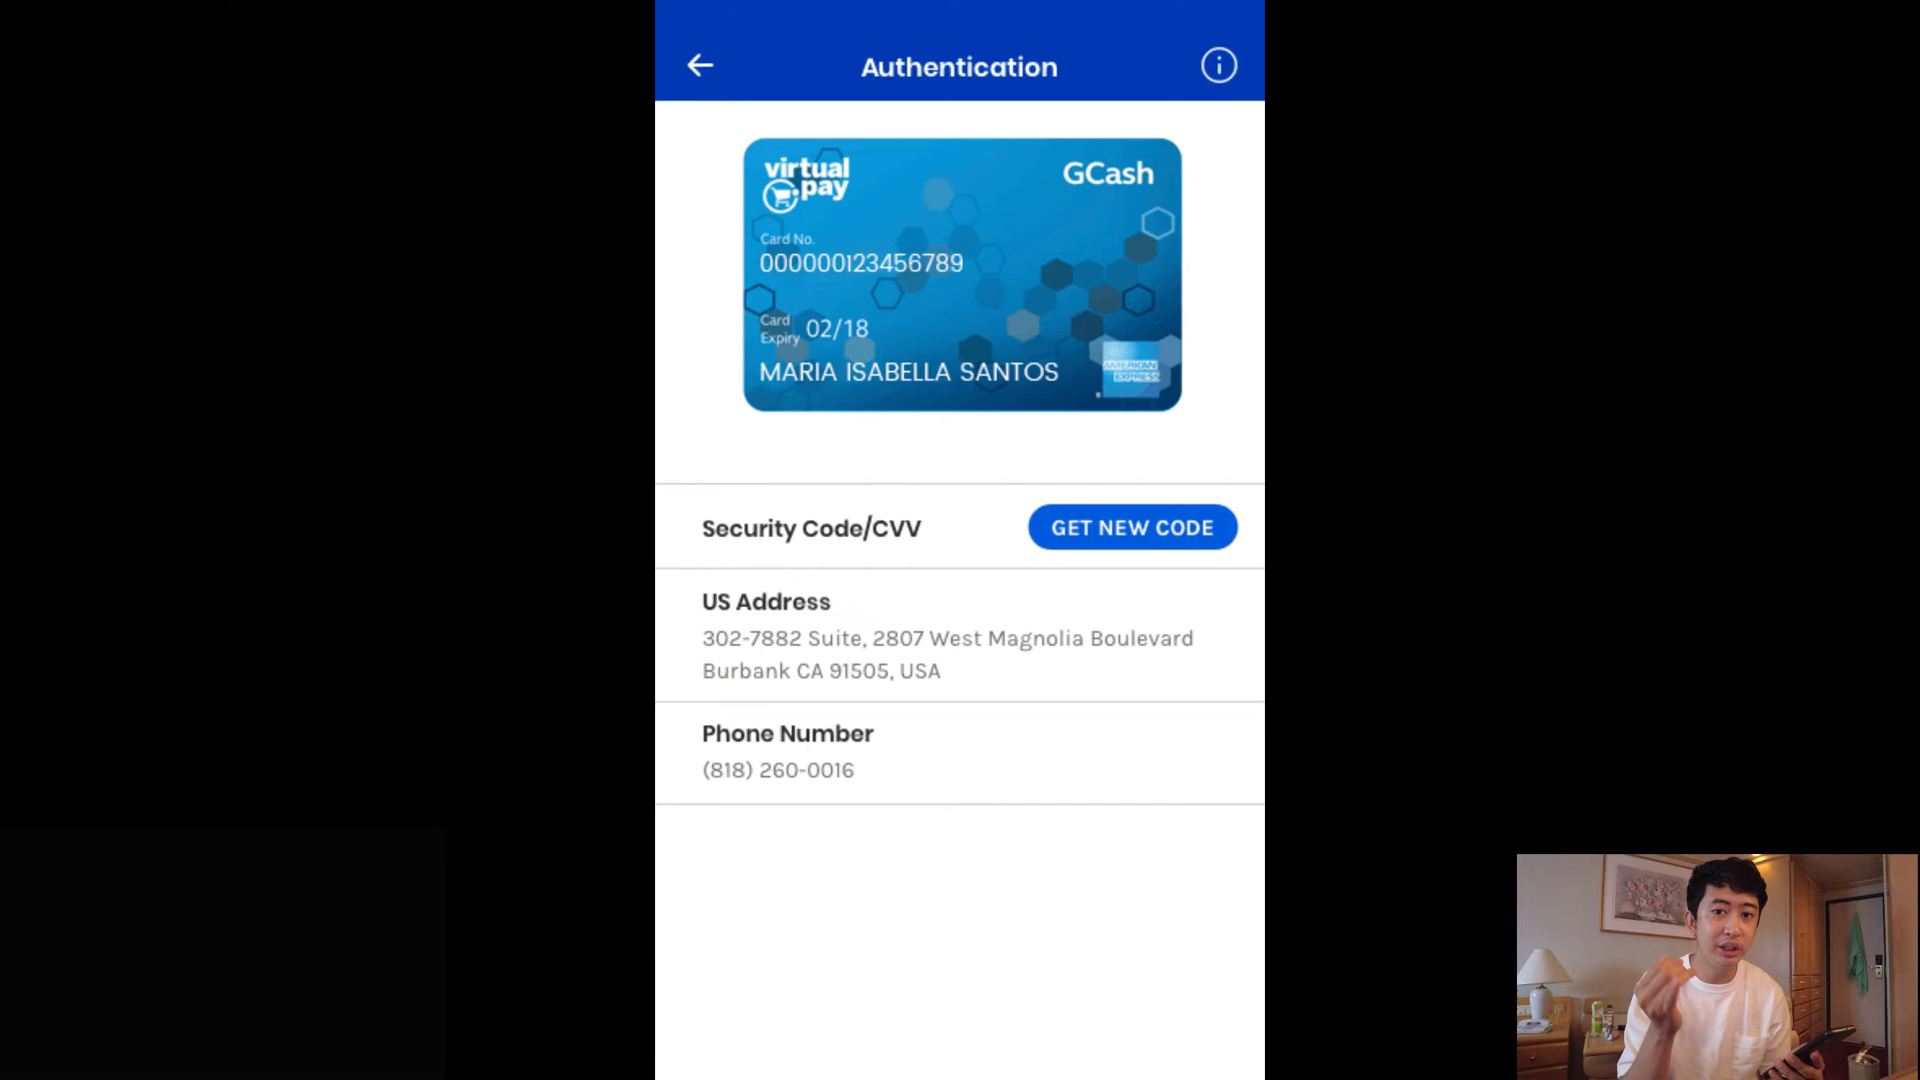 Authentication
virtual
pay
GCash
Card No.
000000123456789
Card
Expiry
02/18
MARIA ISABELLA SANTOS
AMERICAN
EXPRESS
Security Code/CVV
GET NEW CODE
US Address
302-7882 Suite, 2807 West Magnolia Boulevard
Burbank CA 91505, USA
Phone Number
(818) 260-0016